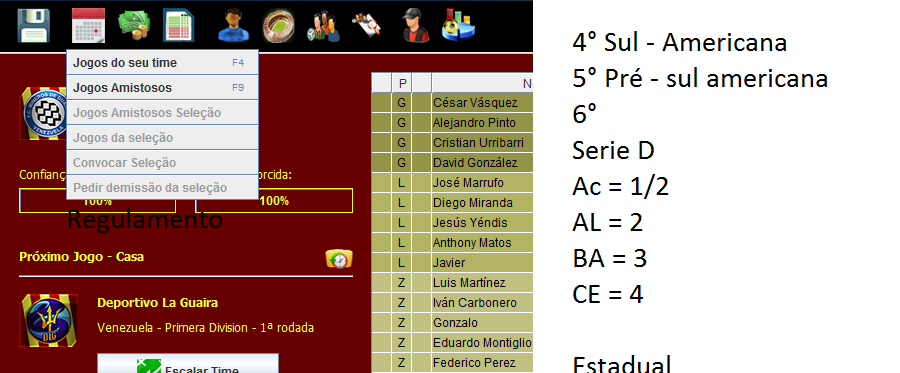 Jogos do seu time F4
Jogos Amistosos F9
Jogos Amistosos Seleção
Jogos da seleção
Convocar Seleção
Pedir demissão da seleção
VENEZUELA
Confianç
orcida:
100%
100%
Regulamento
Próximo Jogo - Casa
DLG
Deportivo La Guaira
Venezuela - Primera Division - 1ª rodada
Escalar Time
P N
G César Vásquez
G Alejandro Pinto
G Cristian Urribarri
G David González
L José Marrufo
L Diego Miranda
L Jesús Yéndis
L Anthony Matos
L Javier
Z Luis Martínez
Z Iván Carbonero
Z Gonzalo
Z Eduardo Montiglio
Z Federico Perez
4° Sul - Americana
5° Pré - sul americana
6°
Serie D
Ac = 1/2
AL = 2
BA = 3
CE = 4
Estadual